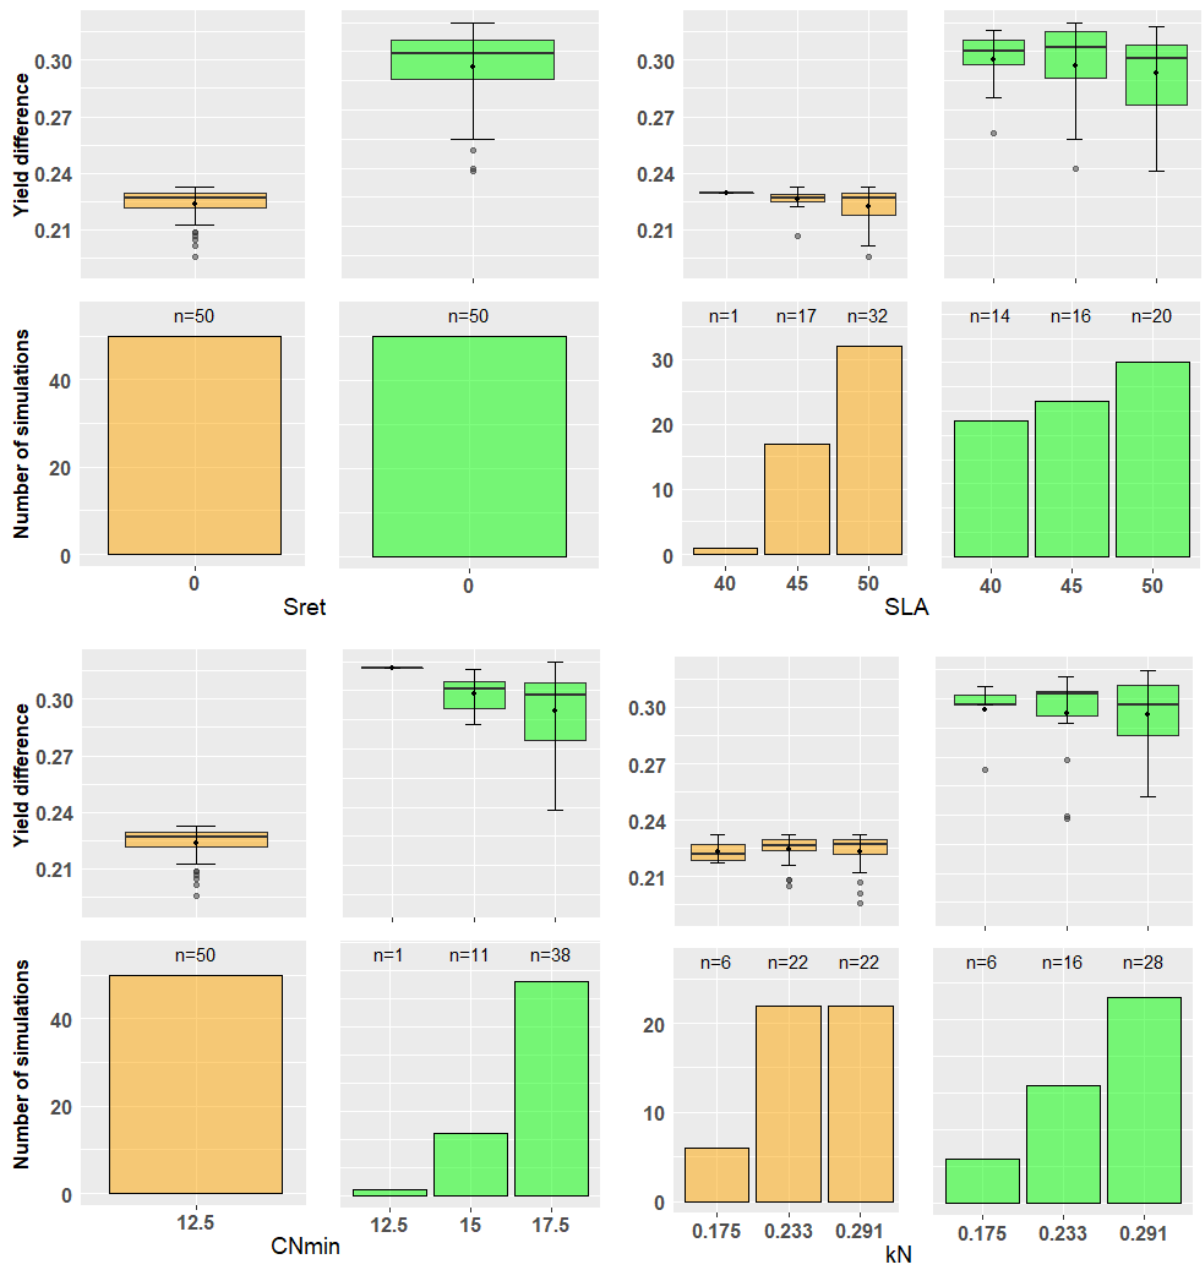 Yield difference
0.30
0.27
0.24
0.21
0.30
0.27
0.24
0.21
Number of simulations
n=50
n=50
40
20
0
0
0
Sret
n=1 n=17 n=32
n=14 n=16 n=20
30
20
10
0
40 45 50
40 45 50
SLA
Yield difference
0.30
0.27
0.24
0.21
0.30
0.27
0.24
0.21
Number of simulations
n=50
n=1 n=11 n=38
40
20
0
12.5
12.5 15 17.5
CNmin
n=6 n=22 n=22
n=6 n=16 n=28
20
10
0
0.175 0.233 0.291
0.175 0.233 0.291
kN